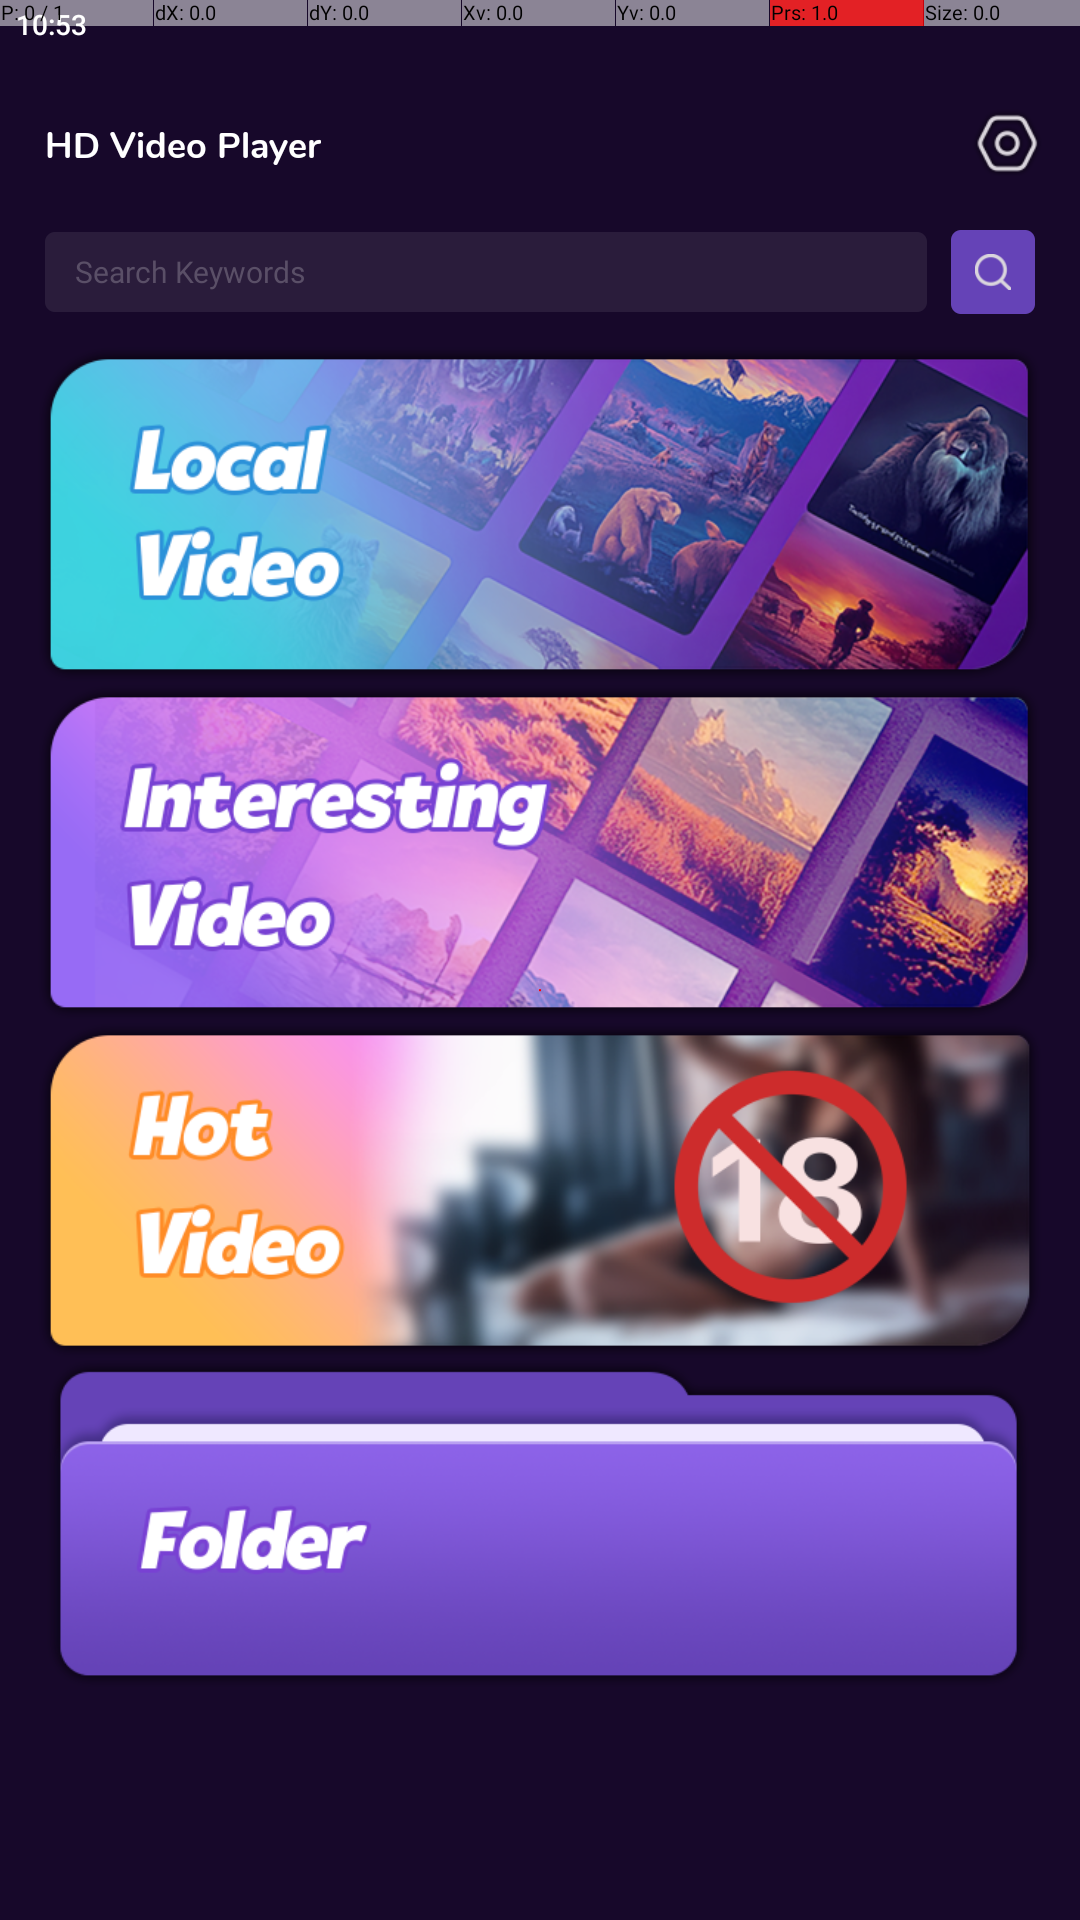 P: 0 / 1 dX: 0.0 dY: 0.0 Xv: 0.0 Yv: 0.0 Prs: 1.0 Size: 0.0
10:53
HD Video Player
Search Keywords
Local
Video
Interesting
Video
Hot
Video
18
Folder